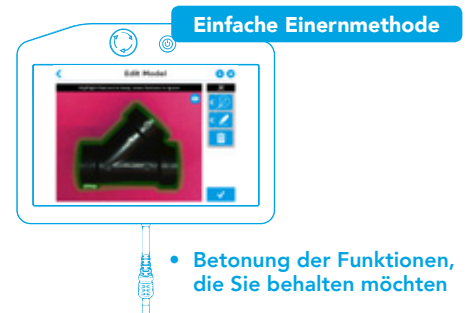 Einfache Einernmethode
Edit Model
• Betonung der Funktionen,
die Sie behalten möchten